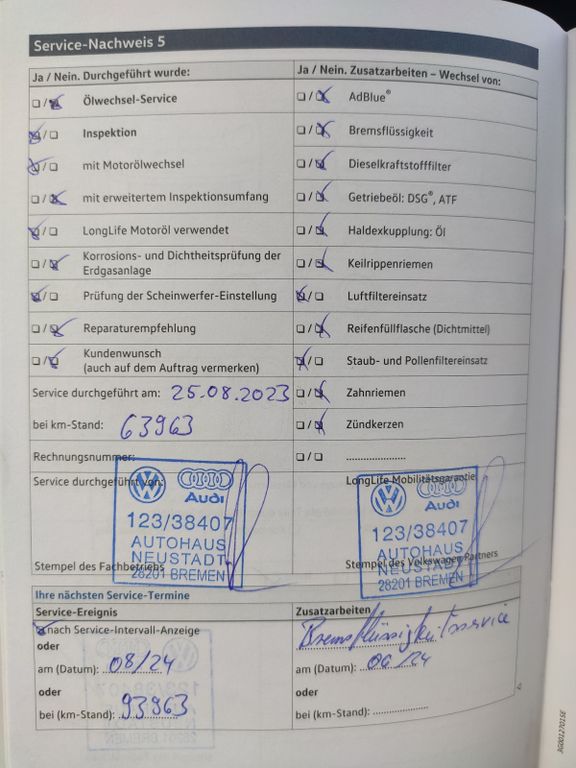 Service-Nachweis 5
Ja / Nein. Durchgeführt wurde:
Ja / Nein. Zusatzarbeiten – Wechsel von:
Ölwechsel-Service
AdBlue®
Inspektion
Bremsflüssigkeit
mit Motorölwechsel
Dieselkraftstofffilter
mit erweitertem Inspektionsumfang
Getriebeöl: DSG®, ATF
LongLife Motoröl verwendet
Haldexkupplung: Öl
Korrosions- und Dichtheitsprüfung der
Erdgasanlage
Keilrippenriemen
Prüfung der Scheinwerfer-Einstellung
Luftfiltereinsatz
Reparaturempfehlung
Reifenfüllflasche (Dichtmittel)
Kundenwunsch
(auch auf dem Auftrag vermerken)
Staub- und Pollenfiltereinsatz
Service durchgeführt am: 25.08.2023
Zahnriemen
bei km-Stand: 63963
Zündkerzen
Rechnungsnummer:
Service durchgeführt von:
LongLife Mobilitätsgarantie
Audi
123/38407
AUTOHAUS
NEUSTADT
28201 BREMEN
Audi
123/38407
AUTOHAUS
NEUSTADT
28201 BREMEN
Stempel des Fachbetriebs
Stempel des Volkswagen Partners
Ihre nächsten Service-Termine
Service-Ereignis
Zusatzarbeiten
nach Service-Intervall-Anzeige
Bremsflüssigkeitsservice
oder
am (Datum): 08/24
am (Datum): 06/24
oder
oder
bei (km-Stand): 93963
bei (km-Stand):
3G0012701SE